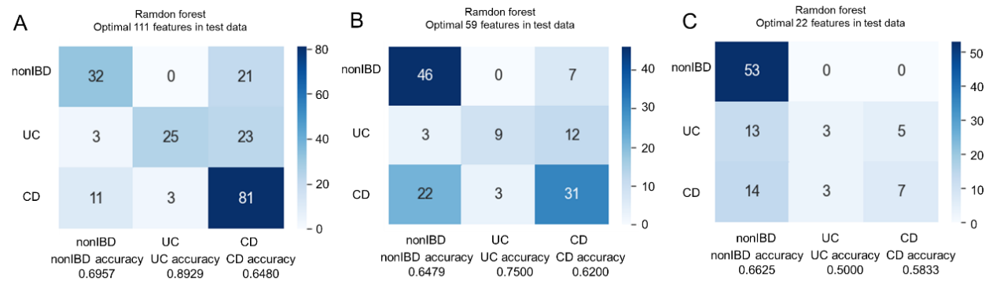 A
Ramdon forest
Optimal 111 features in test data
nonIBD
32
0
21
UC
3
25
23
CD
11
3
81
80
60
40
20
0
nonIBD UC CD
nonIBD accuracy UC accuracy CD accuracy
0.6957 0.8929 0.6480
B
Ramdon forest
Optimal 59 features in test data
nonIBD
46
0
7
UC
3
9
12
CD
22
3
31
40
30
20
10
0
nonIBD UC CD
nonIBD accuracy UC accuracy CD accuracy
0.6479 0.7500 0.6200
C
Ramdon forest
Optimal 22 features in test data
nonIBD
53
0
0
UC
13
3
5
CD
14
3
7
50
40
30
20
10
0
nonIBD UC CD
nonIBD accuracy UC accuracy CD accuracy
0.6625 0.5000 0.5833